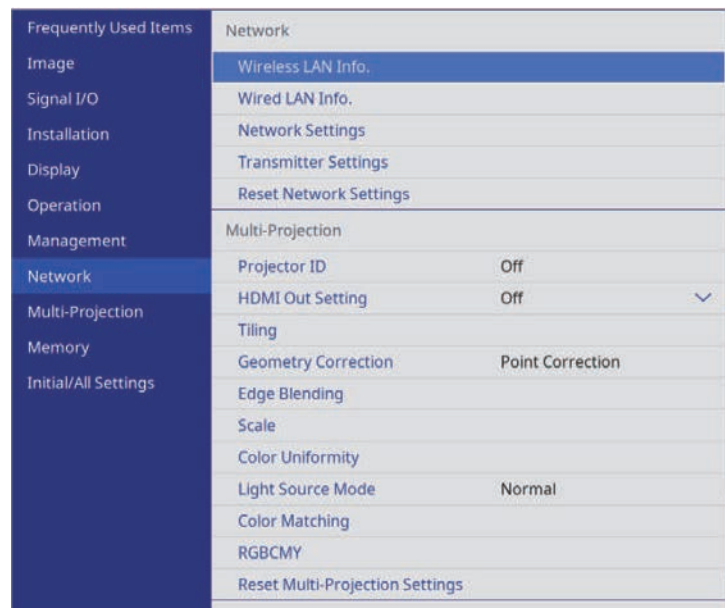 Frequently Used Items
Image
Signal I/O
Installation
Display
Operation
Management
Network
Multi-Projection
Memory
Initial/All Settings
Network
Wireless LAN Info.
Wired LAN Info.
Network Settings
Transmitter Settings
Reset Network Settings
Multi-Projection
Projector ID Off
HDMI Out Setting Off
Tiling
Geometry Correction Point Correction
Edge Blending
Scale
Color Uniformity
Light Source Mode Normal
Color Matching
RGBCMY
Reset Multi-Projection Settings